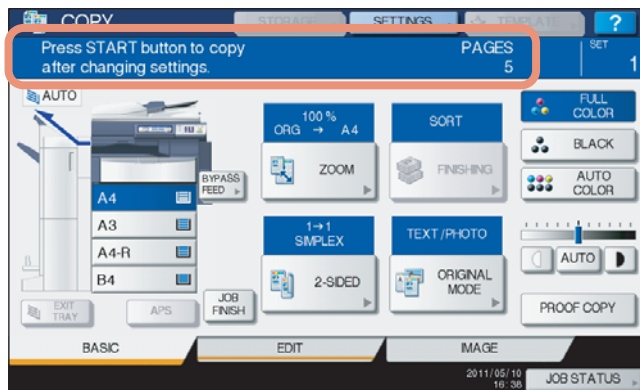 COPY
STORAGE
SETTINGS
TEMPLATE
?
Press START button to copy
after changing settings.
PAGES
5
SET
1
AUTO
A4
A3
A4-R
B4
BYPASS
FEED
EXIT
TRAY
APS
JOB
FINISH
100 %
ORG → A4
ZOOM
SORT
FINISHING
1→1
SIMPLEX
2-SIDED
TEXT/PHOTO
ORIGINAL
MODE
FULL
COLOR
BLACK
AUTO
COLOR
AUTO
PROOF COPY
BASIC
EDIT
IMAGE
2011/05/10
16:38
JOB STATUS